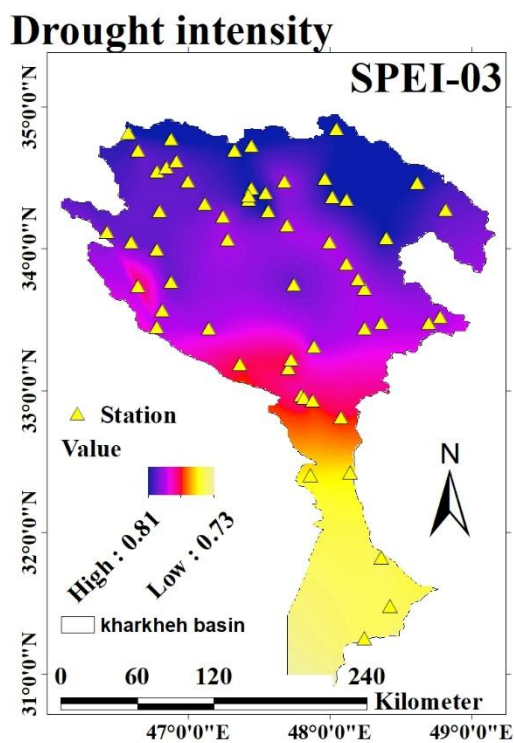 Drought intensity
SPEI-03
35°0'0"N
34°0'0"N
33°0'0"N
32°0'0"N
31°0'0"N
Station
Value
High : 0.81
Low : 0.73
N
kharkheh basin
0 60 120 240
Kilometer
47°0'0"E 48°0'0"E 49°0'0"E